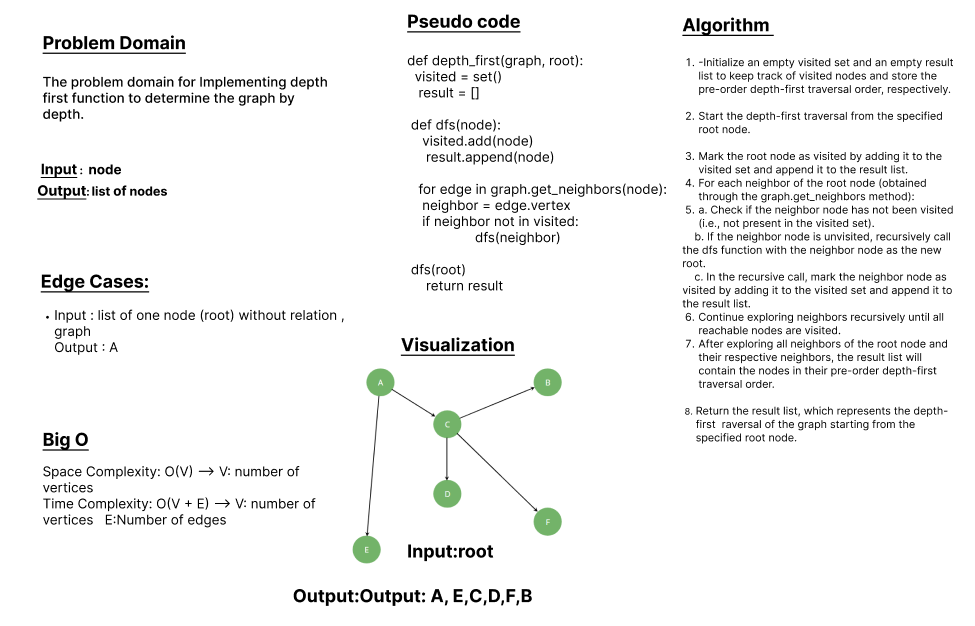 Problem Domain
The problem domain for Implementing depth
first function to determine the graph by
depth.
Input : node
Output: list of nodes
Edge Cases:
• Input : list of one node (root) without relation ,
graph
Output : A
Big O
Space Complexity: O(V) → V: number of
vertices
Time Complexity: O(V + E) → V: number of
vertices E:Number of edges
Pseudo code
def depth_first(graph, root):
visited = set()
result = []
def dfs(node):
visited.add(node)
result.append(node)
for edge in graph.get_neighbors(node):
neighbor = edge.vertex
if neighbor not in visited:
dfs(neighbor)
dfs(root)
return result
Visualization
A
B
C
D
F
E
Input:root
Output:Output: A, E,C,D,F,B
Algorithm
1. -Initialize an empty visited set and an empty result
list to keep track of visited nodes and store the
pre-order depth-first traversal order, respectively.
2. Start the depth-first traversal from the specified
root node.
3. Mark the root node as visited by adding it to the
visited set and append it to the result list.
4. For each neighbor of the root node (obtained
through the graph.get_neighbors method):
5. a. Check if the neighbor node has not been visited
(i.e., not present in the visited set).
b. If the neighbor node is unvisited, recursively call
the dfs function with the neighbor node as the new
root.
c. In the recursive call, mark the neighbor node as
visited by adding it to the visited set and append it to
the result list.
6. Continue exploring neighbors recursively until all
reachable nodes are visited.
7. After exploring all neighbors of the root node and
their respective neighbors, the result list will
contain the nodes in their pre-order depth-first
traversal order.
8. Return the result list, which represents the depth-
first raversal of the graph starting from the
specified root node.